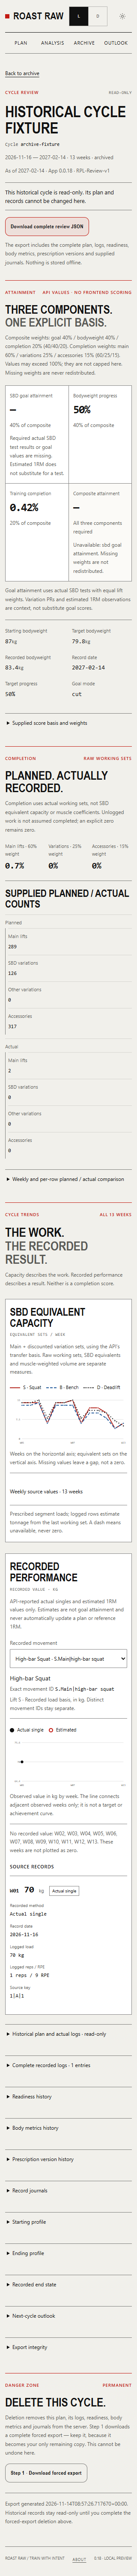 ROAST RAW
PLAN ANALYSIS ARCHIVE OUTLOOK
Back to archive
CYCLE REVIEW READ-ONLY
HISTORICAL CYCLE
FIXTURE
Cycle archive-fixture
2026-11-16 — 2027-02-14 · 13 weeks · archived
As of 2027-02-14 · App 0.0.16 · RPL-Review-v1
This historical cycle is read-only. Its plan and
records cannot be changed here.
Download complete review JSON
The export includes the complete plan, logs, readiness,
body metrics, prescription versions and supplied
formulas. Nothing is stored offline.
ATTAINMENT API VALUES · NO FRONTEND SCORING
THREE COMPONENTS.
ONE EXPLICIT BASIS.
Composite weights: goal 40% / bodyweight 40% /
completion 20% (40/40/20). Completion weights: main
60% / variations 25% / accessories 15% (60/25/15).
Values may exceed 100%. They are not capped here.
Missing weights are never redistributed.
SBD goal attainment
—
40% of composite
Required actual SBD
test results or goal
values are missing.
Estimated 1RM does
not substitute for a test.
Bodyweight progress
50%
40% of composite
Training completion
0.42%
20% of composite
Composite attainment
—
All three components
required
Unavailable: sbd goal
attainment. Missing
weights are not
redistributed.
Goal attainment uses actual SBD tests with equal lift
weights. Variation PRs and estimated 1RM observations
are context, not substitute goal scores.
Starting bodyweight
87kg
Target bodyweight
79.8kg
Recorded bodyweight
83.4kg
Record date
2027-02-14
Target progress
50%
Goal mode
cut
Supplied score basis and weights
COMPLETION RAW WORKING SETS
PLANNED. ACTUALLY
RECORDED.
Completion uses actual working sets, not SBD
equivalent capacity or muscle coefficients. Unlogged
work is not assumed completed; an explicit zero
remains zero.
Main lifts · 60%
weight
0.7%
Variations · 25%
weight
0%
Accessories · 15%
weight
0%
SUPPLIED PLANNED / ACTUAL
COUNTS
Planned
Main lifts
289
SBD variations
126
Other variations
0
Accessories
317
Actual
Main lifts
2
SBD variations
0
Other variations
0
Accessories
0
Weekly and per-row planned / actual comparison
CYCLE TRENDS ALL 13 WEEKS
THE WORK.
THE RECORDED
RESULT.
Capacity describes the work. Recorded performance
describes a result. Neither is a completion score.
SBD EQUIVALENT
CAPACITY
EQUIVALENT SETS / WEEK
Main + discounted variation sets, using the API's
transfer basis. Raw working sets, SBD equivalents
and muscle-weighted volume are separate
measures.
S · Squat B · Bench D · Deadlift
Weeks on the horizontal axis; equivalent sets on the
vertical axis. Missing values leave a gap, not a zero.
Weekly source values · 13 weeks
Prescribed segment loads; logged rows estimate
tonnage from the last set of work. A dash means
unavailable, never zero.
RECORDED
PERFORMANCE
RECORDED VALUE · KG
API-reported actual singles and estimated 1RM
values only. Estimates are not goal attainment and
never automatically update a plan or reference
1RM.
Recorded movement
High-bar Squat · S.Main|high-bar squat
High-bar Squat
Exact movement ID S.Main|high-bar squat
Lift S · Recorded load basis, in kg. Distinct
movement IDs stay separate.
Actual single Estimated
Observed value in kg by week. The line connects
adjacent observed weeks only; it is not a target or
achievement curve.
No recorded value: W02, W03, W04, W05, W06,
W07, W08, W09, W10, W11, W12, W13. These
weeks are not plotted as zero.
SOURCE RECORDS
W01 70 kg Actual single
Recorded method
Actual single
Record date
2026-11-16
Logged load
70 kg
Logged reps / RPE
1 reps / 9 RPE
Source key
1|A|1
Historical plan and actual logs · read-only
Complete recorded logs · 1 entries
Readiness history
Body metrics history
Prescription version history
Record journals
Starting profile
Ending profile
Recorded end state
Next-cycle outlook
Export integrity
DANGER ZONE PERMANENT
DELETE THIS CYCLE.
Deletion removes this plan, its logs, readiness, body
metrics and journals from the server. Step 1 downloads
a complete forced export — keep it, because it
becomes your only remaining copy. This cannot be
undone here.
Step 1 · Download forced export
Historical records stay read-only until you complete the
forced-export deletion above.
ROAST RAW / TRAIN WITH INTENT ABOUT